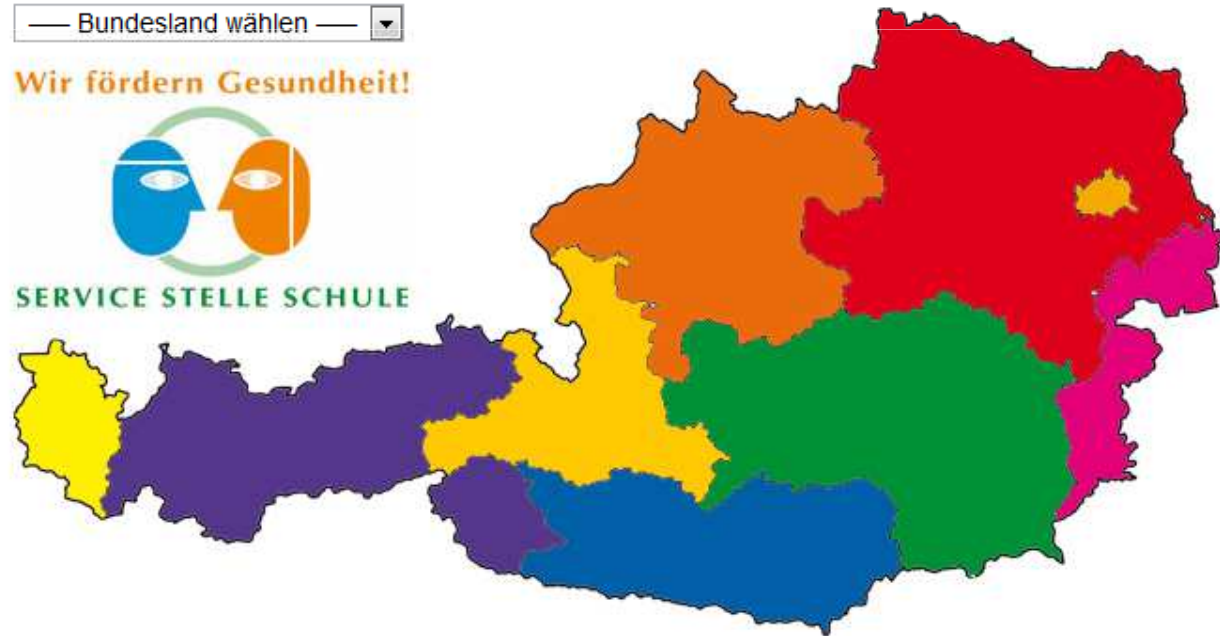 —— Bundesland wählen ——
Wir fördern Gesundheit!
SERVICE STELLE SCHULE